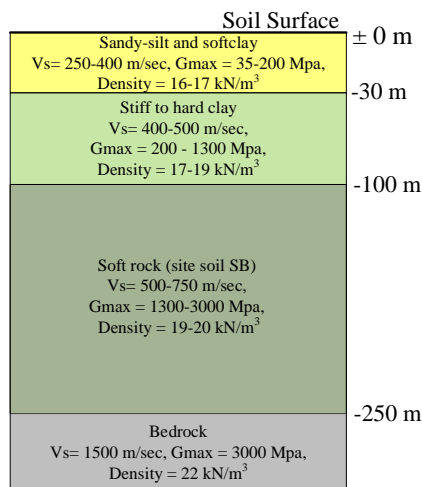 Soil Surface
± 0 m
Sandy-silt and softclay
Vs= 250-400 m/sec, Gmax = 35-200 Mpa,
Density = 16-17 kN/m³
-30 m
Stiff to hard clay
Vs= 400-500 m/sec,
Gmax = 200 - 1300 Mpa,
Density = 17-19 kN/m³
-100 m
Soft rock (site soil SB)
Vs= 500-750 m/sec,
Gmax = 1300-3000 Mpa,
Density = 19-20 kN/m³
-250 m
Bedrock
Vs= 1500 m/sec, Gmax = 3000 Mpa,
Density = 22 kN/m³